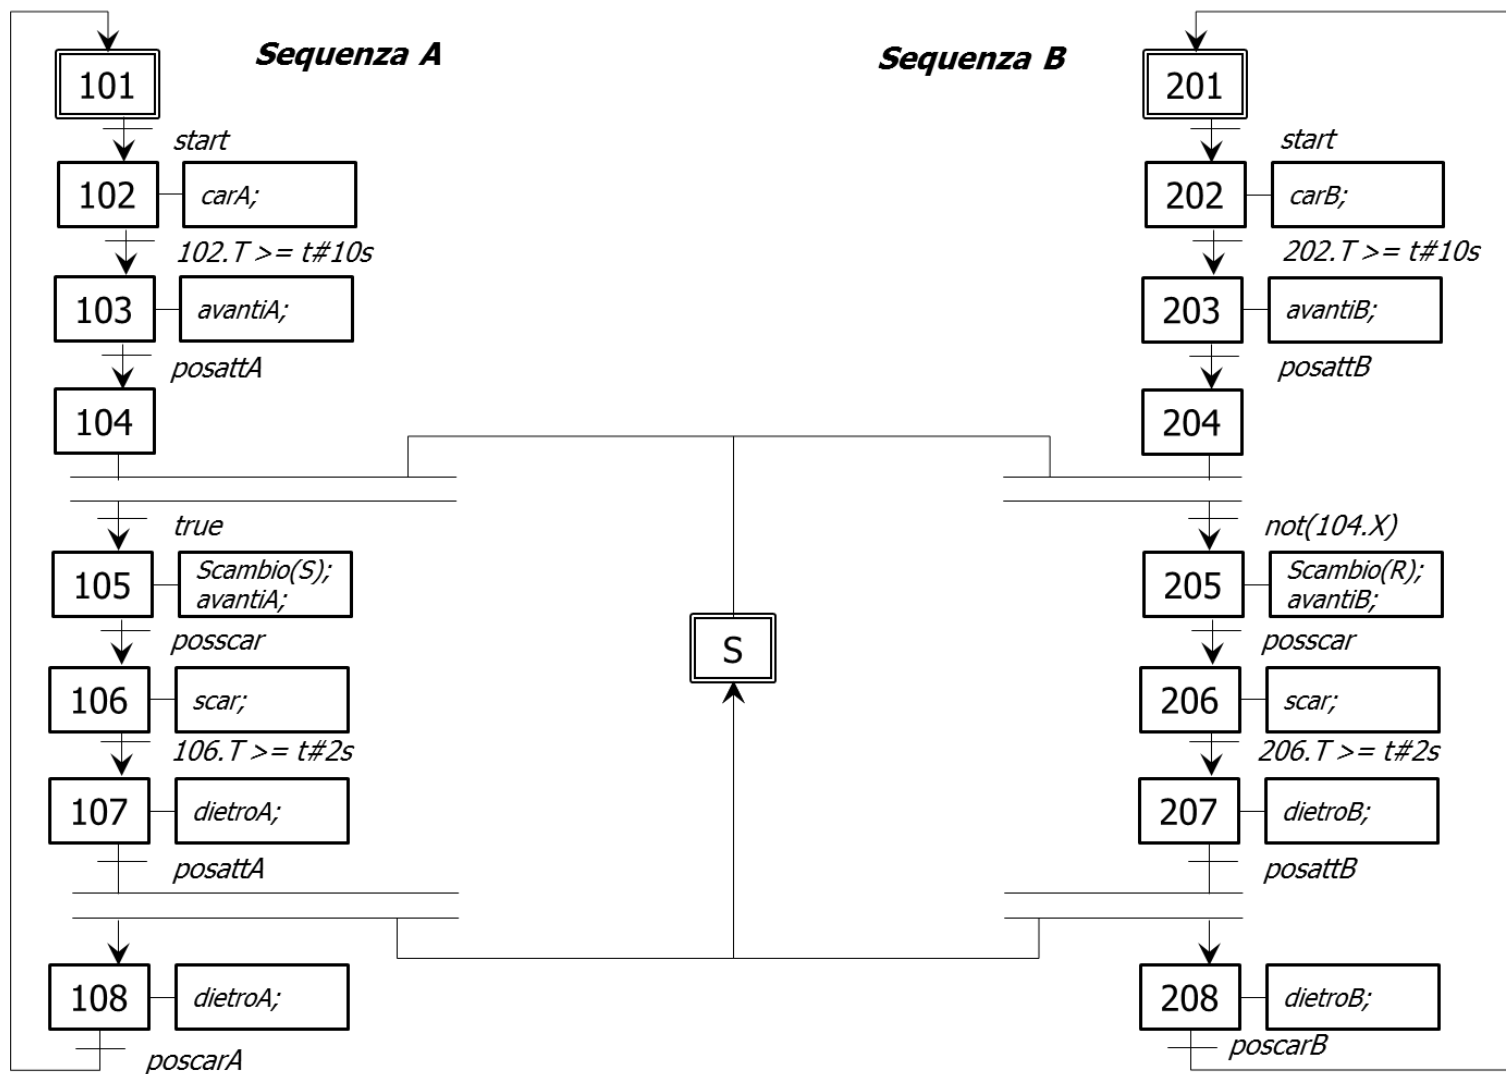 Sequenza A
101
start
102
carA;
102.T >= t#10s
103
avantiA;
posattA
104
true
105
Scambio(S);
avantiA;
posscar
106
scar;
106.T >= t#2s
107
dietroA;
posattA
108
dietroA;
poscarA
S
Sequenza B
201
start
202
carB;
202.T >= t#10s
203
avantiB;
posattB
204
not(104.X)
205
Scambio(R);
avantiB;
posscar
206
scar;
206.T >= t#2s
207
dietroB;
posattB
208
dietroB;
poscarB